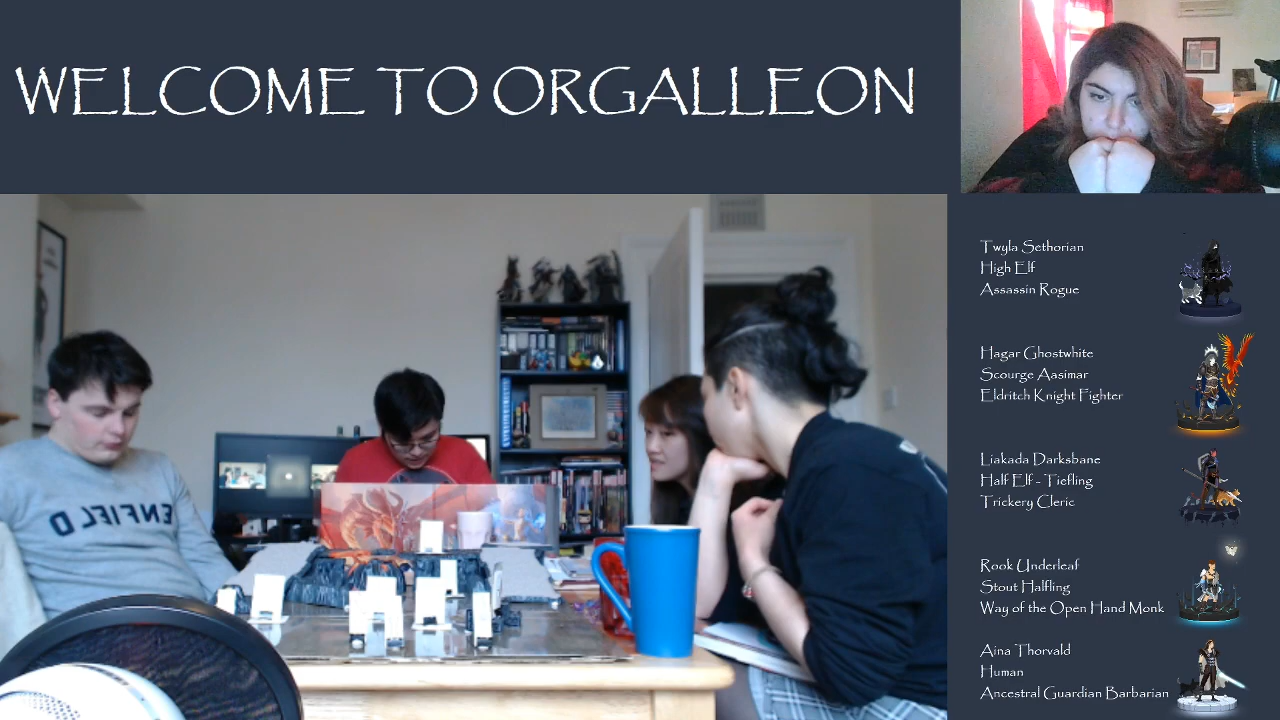 WELCOME TO ORGALLEON
Twyla Sethorian
High Elf
Assassin Rogue
Hagar Ghostwhite
Scourge Aasimar
Eldritch Knight Fighter
Liakada Darksbane
Half Elf - Tiefling
Trickery Cleric
Rook Underleaf
Stout Halfling
Way of the Open Hand Monk
Aina Thorvald
Human
Ancestral Guardian Barbarian
ENFIELD